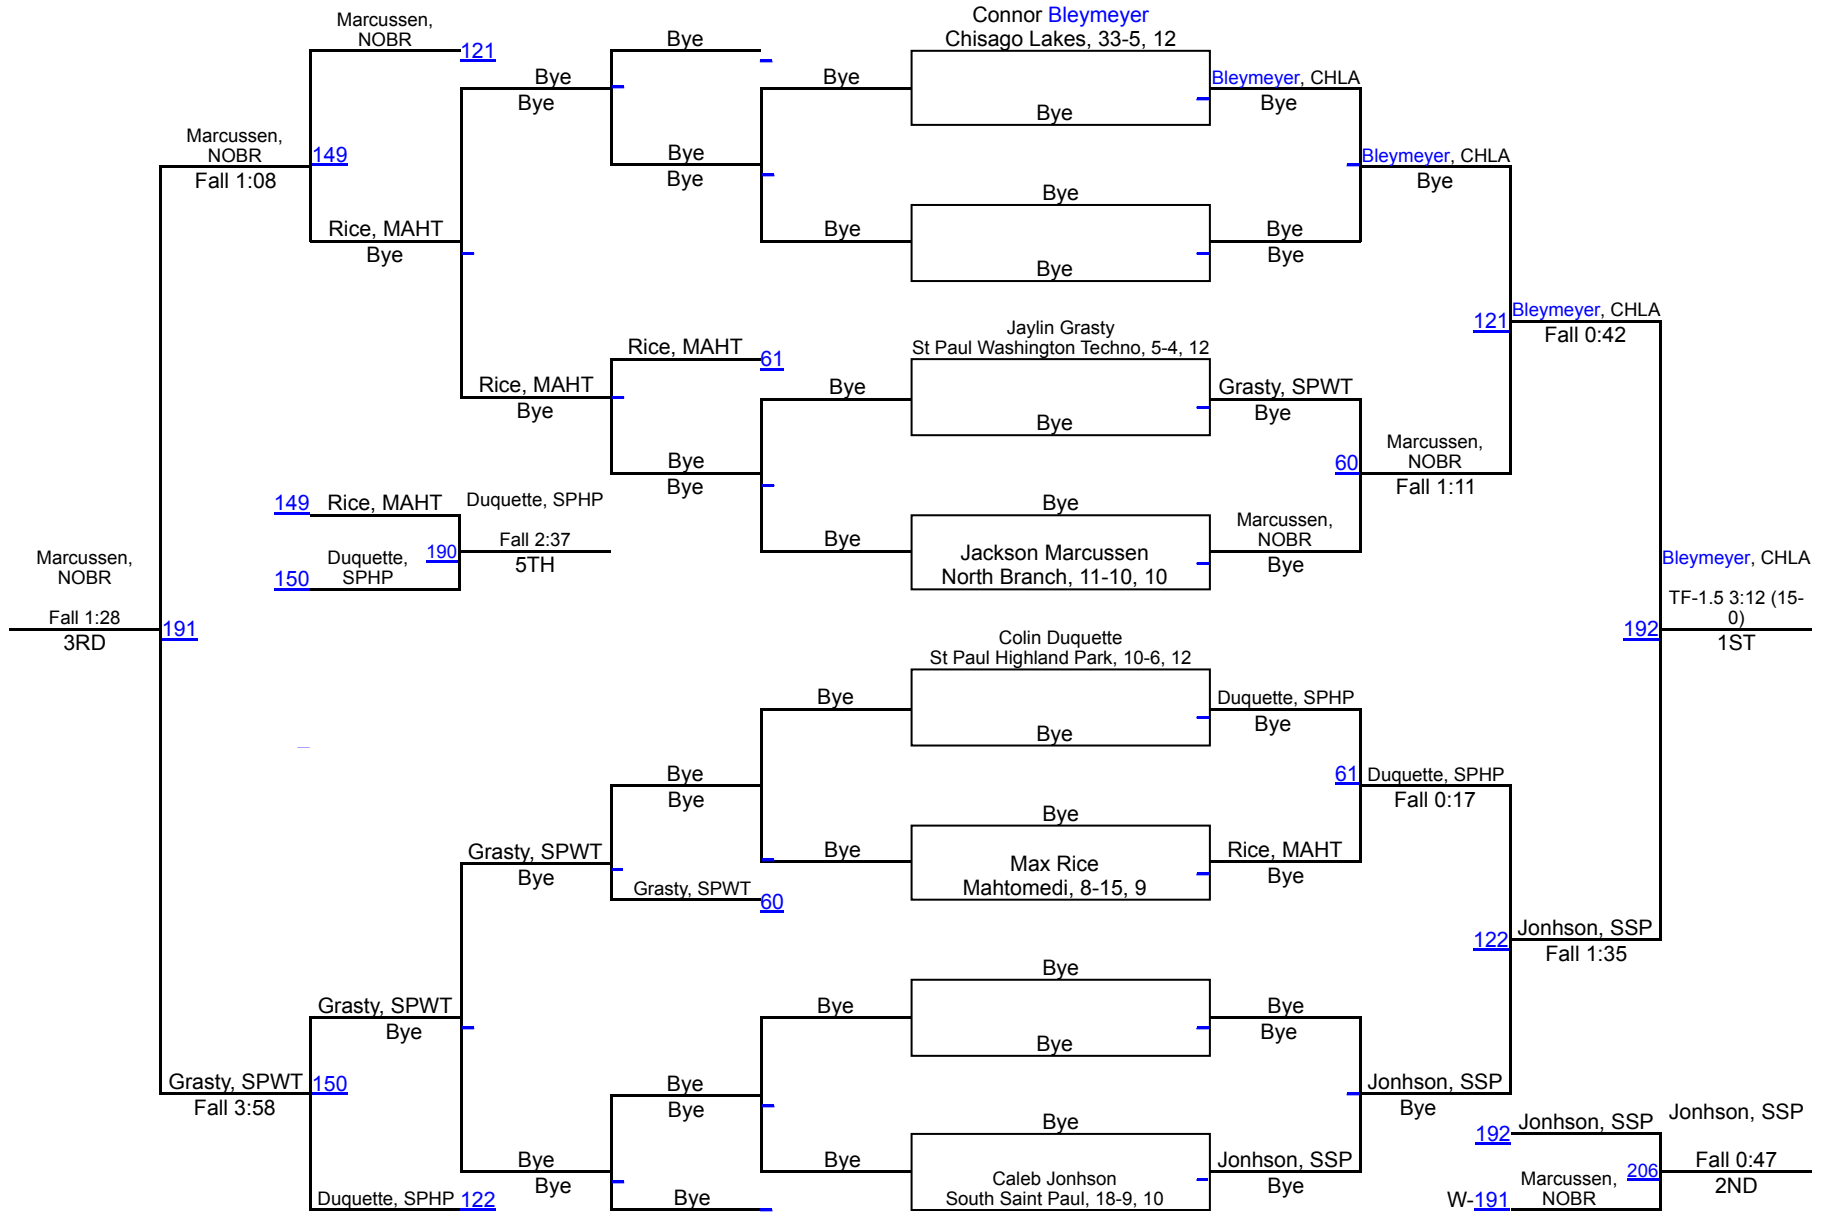 Connor Bleymeyer
Chisago Lakes, 33-5, 12
Marcussen,
NOBR
121
Bye
Bye
Bye
Bye
Bye
Bleymeyer, CHLA
Bye
Marcussen,
NOBR
149
Fall 1:08
Bye
Bye
Bleymeyer, CHLA
Bye
Rice, MAHT
Bye
Bye
Bye
Bye
Bye
Bye
121
Bleymeyer, CHLA
Fall 0:42
Jaylin Grasty
St Paul Washington Techno, 5-4, 12
Rice, MAHT
61
Rice, MAHT
Bye
Bye
Bye
Grasty, SPWT
Bye
Bye
Bye
60
Marcussen,
NOBR
Fall 1:11
149
Rice, MAHT
Duquette, SPHP
Bye
Marcussen,
NOBR
Bye
Bye
Jackson Marcussen
North Branch, 11-10, 10
Duquette,
SPHP
150
190
Fall 2:37
5TH
Marcussen,
NOBR
Fall 1:28
3RD
191
Bleymeyer, CHLA
TF-1.5 3:12 (15-
0)
1ST
192
Colin Duquette
St Paul Highland Park, 10-6, 12
Bye
Bye
Duquette, SPHP
Bye
Bye
Bye
61
Duquette, SPHP
Fall 0:17
Bye
Grasty, SPWT
Bye
Bye
Max Rice
Mahtomedi, 8-15, 9
Rice, MAHT
Bye
Grasty, SPWT
60
122
Jonhson, SSP
Fall 1:35
Bye
Grasty, SPWT
Bye
Bye
Bye
Bye
Bye
Grasty, SPWT
150
Fall 3:58
Bye
Bye
Jonhson, SSP
Bye
Bye
Bye
Bye
Bye
Caleb Jonhson
South Saint Paul, 18-9, 10
Jonhson, SSP
Bye
Duquette, SPHP
122
Bye
192
Jonhson, SSP
Jonhson, SSP
206
Fall 0:47
2ND
W-191
Marcussen,
NOBR